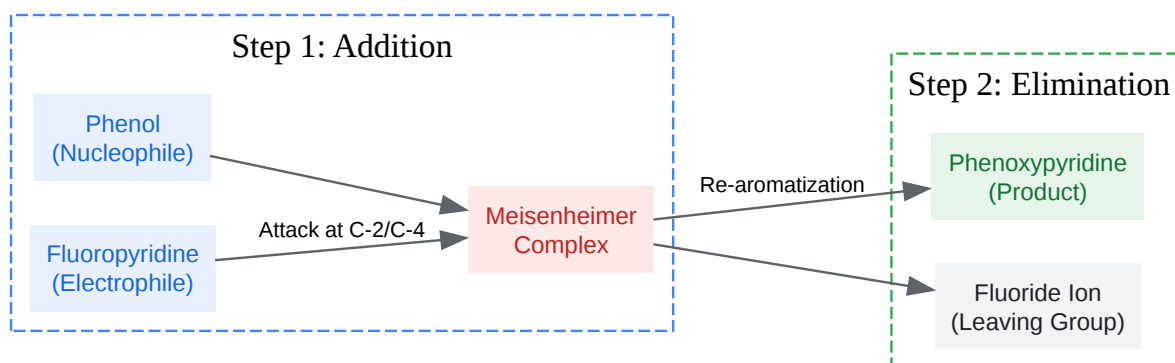 Step 1: Addition
Phenol
(Nucleophile)
Fluoropyridine
(Electrophile)
Attack at C-2/C-4
Meisenheimer
Complex
Re-aromatization
Step 2: Elimination
Phenoxypyridine
(Product)
Fluoride Ion
(Leaving Group)